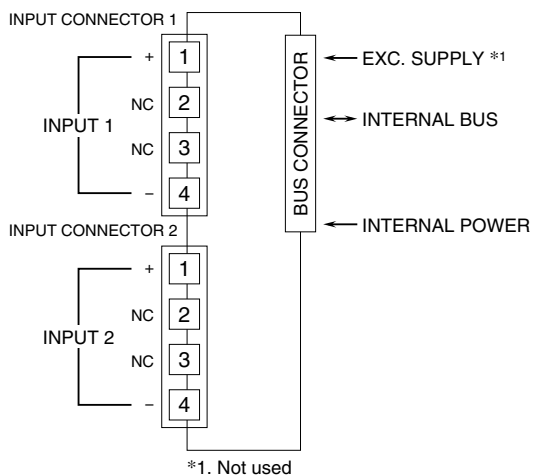 INPUT CONNECTOR 1
+ 1
NC 2
INPUT 1
NC 3
− 4
INPUT CONNECTOR 2
+ 1
NC 2
INPUT 2
NC 3
− 4
BUS CONNECTOR
EXC. SUPPLY *1
INTERNAL BUS
INTERNAL POWER
*1. Not used